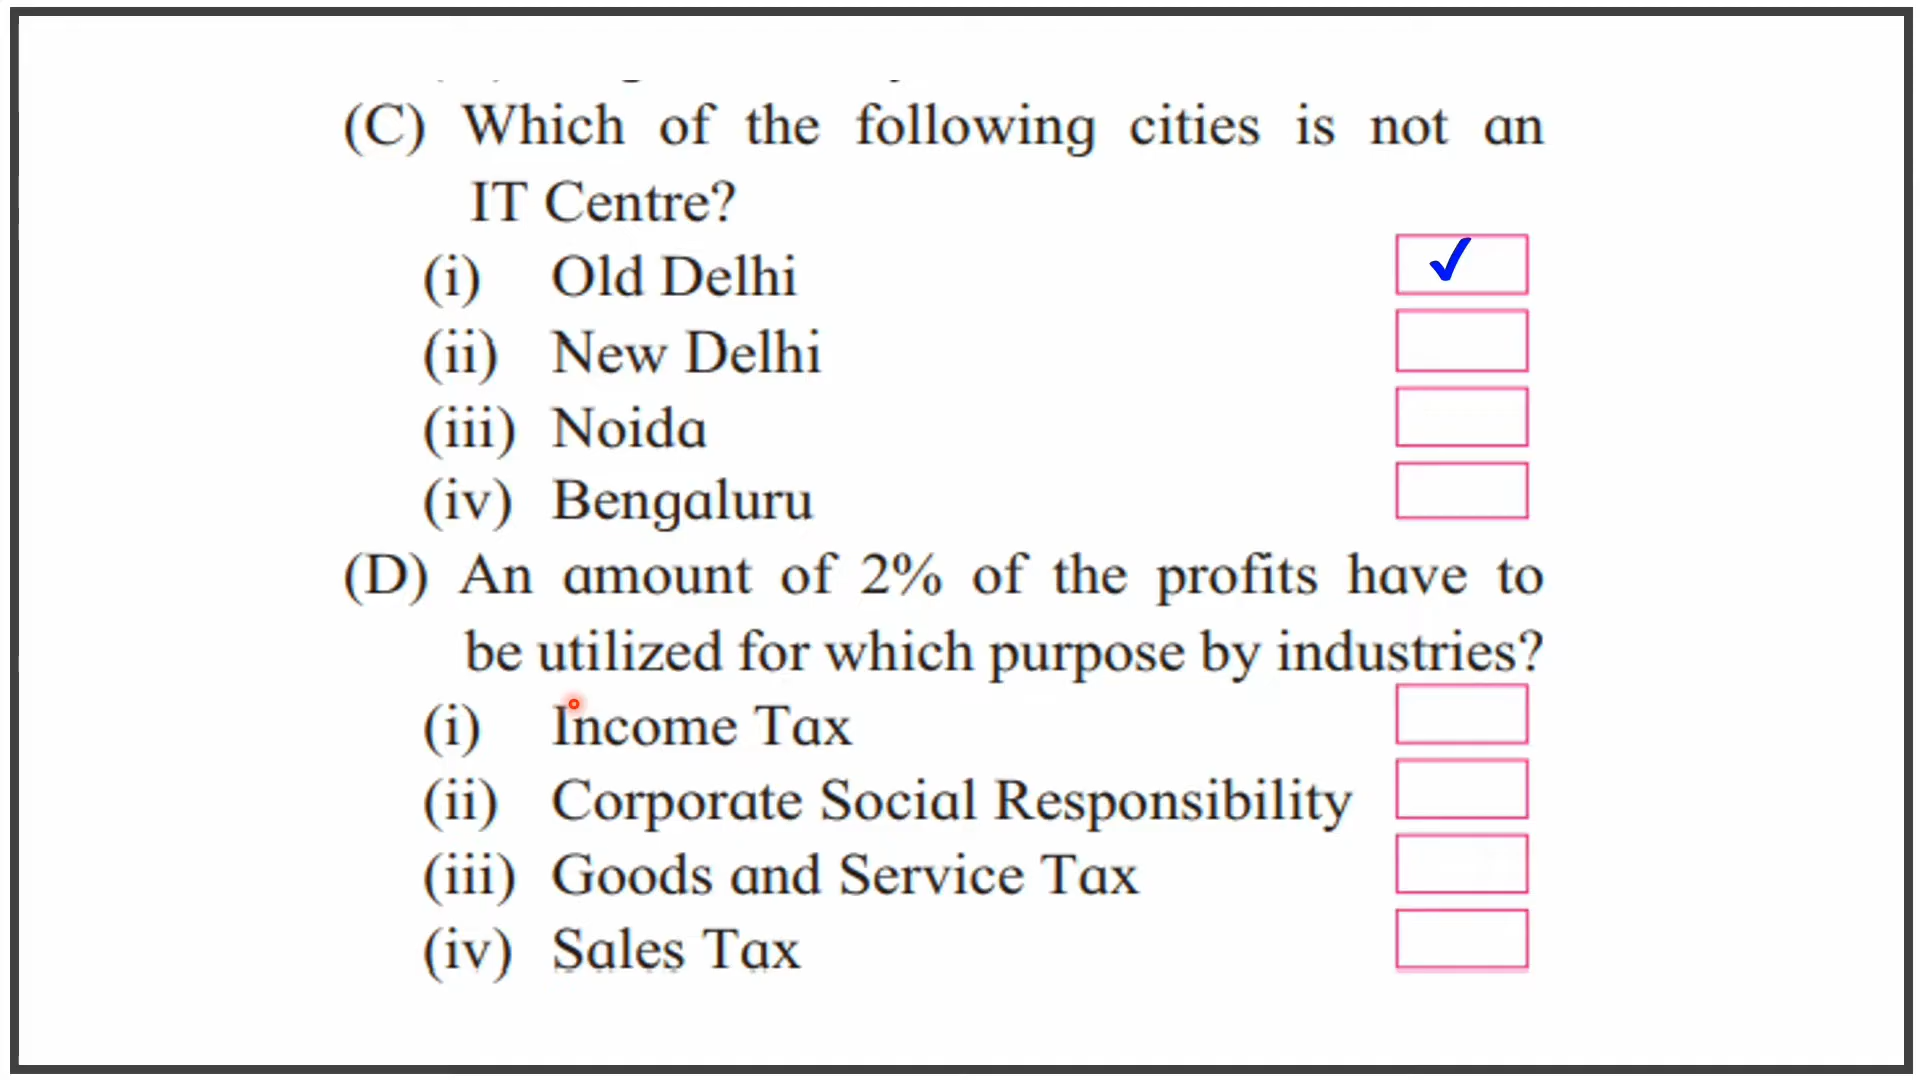 (C) Which of the following cities is not an
IT Centre?
(i) Old Delhi
(ii) New Delhi
(iii) Noida
(iv) Bengaluru
(D) An amount of 2% of the profits have to
be utilized for which purpose by industries?
(i) Income Tax
(ii) Corporate Social Responsibility
(iii) Goods and Service Tax
(iv) Sales Tax